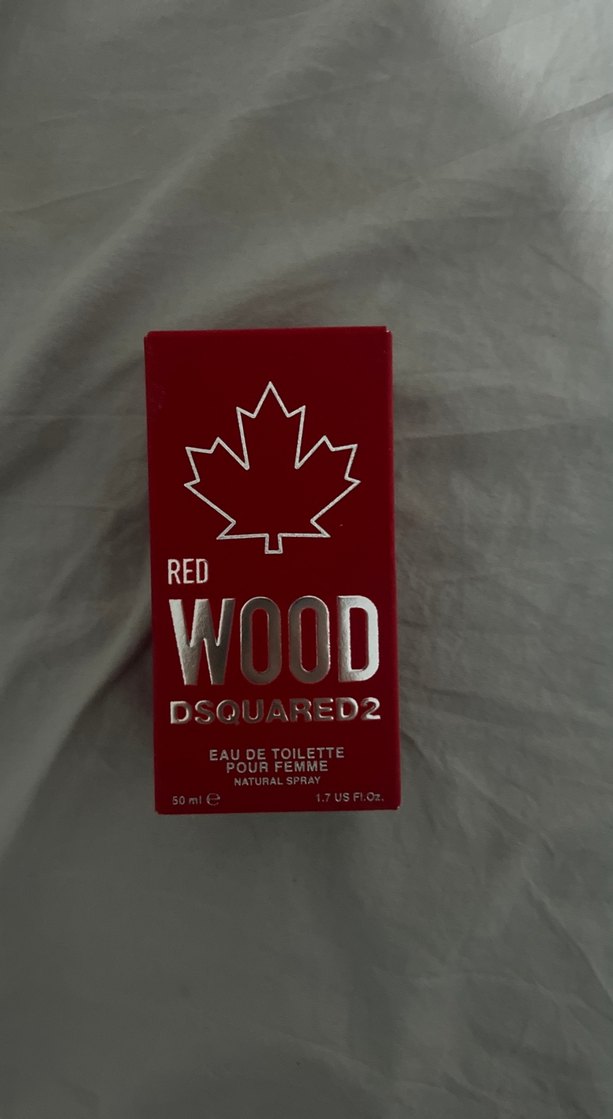 RED
WOOD
DSQUARED2
EAU DE TOILETTE
POUR FEMME
NATURAL SPRAY
50 ml ℮ 1.7 US Fl.Oz.